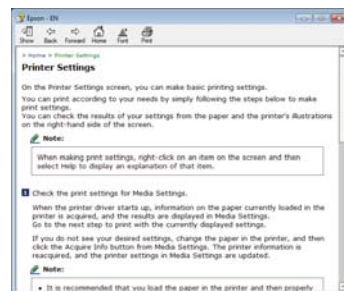 Epson - EN
Show Back Forward Home Font Print
> Home > Printer Settings
Printer Settings
On the Printer Settings screen, you can make basic printing settings.
You can print according to your needs by simply following the steps below to make
print settings.
You can check the results of your settings from the paper and the printer's illustrations
on the right-hand side of the screen.
Note:
When making print settings, right-click on an item on the screen and then
select Help to display an explanation of that item.
1 Check the print settings for Media Settings.
When the printer driver starts up, information on the paper currently loaded in the
printer is acquired, and the results are displayed in Media Settings.
Go to the next step to print with the currently displayed settings.
If you do not see your desired settings, change the paper in the printer, and then
click the Acquire Info button from Media Settings. The printer information is
reacquired, and the printer settings in Media Settings are updated.
Note:
• It is recommended that you load the paper in the printer and then properly